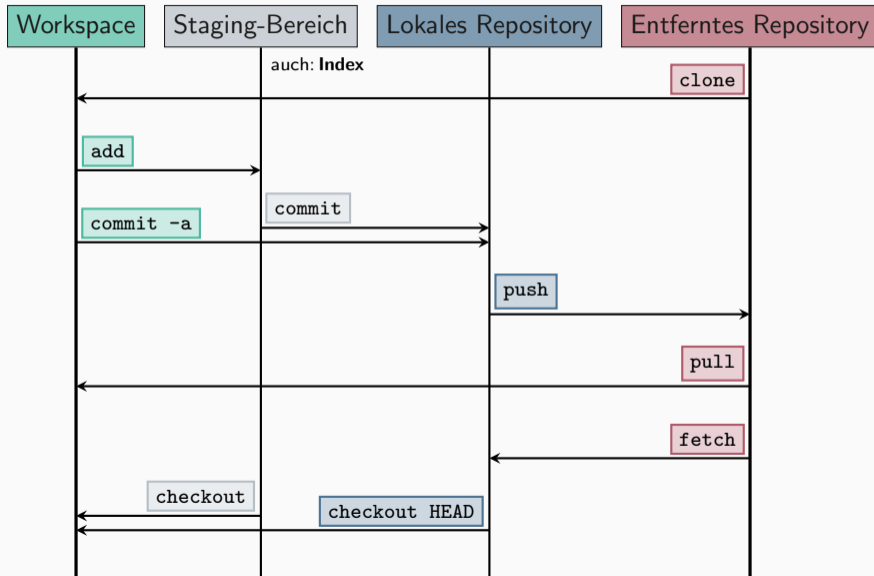 Workspace
Staging-Bereich
Lokales Repository
Entferntes Repository
auch: Index
clone
add
commit
commit -a
push
pull
fetch
checkout
checkout HEAD